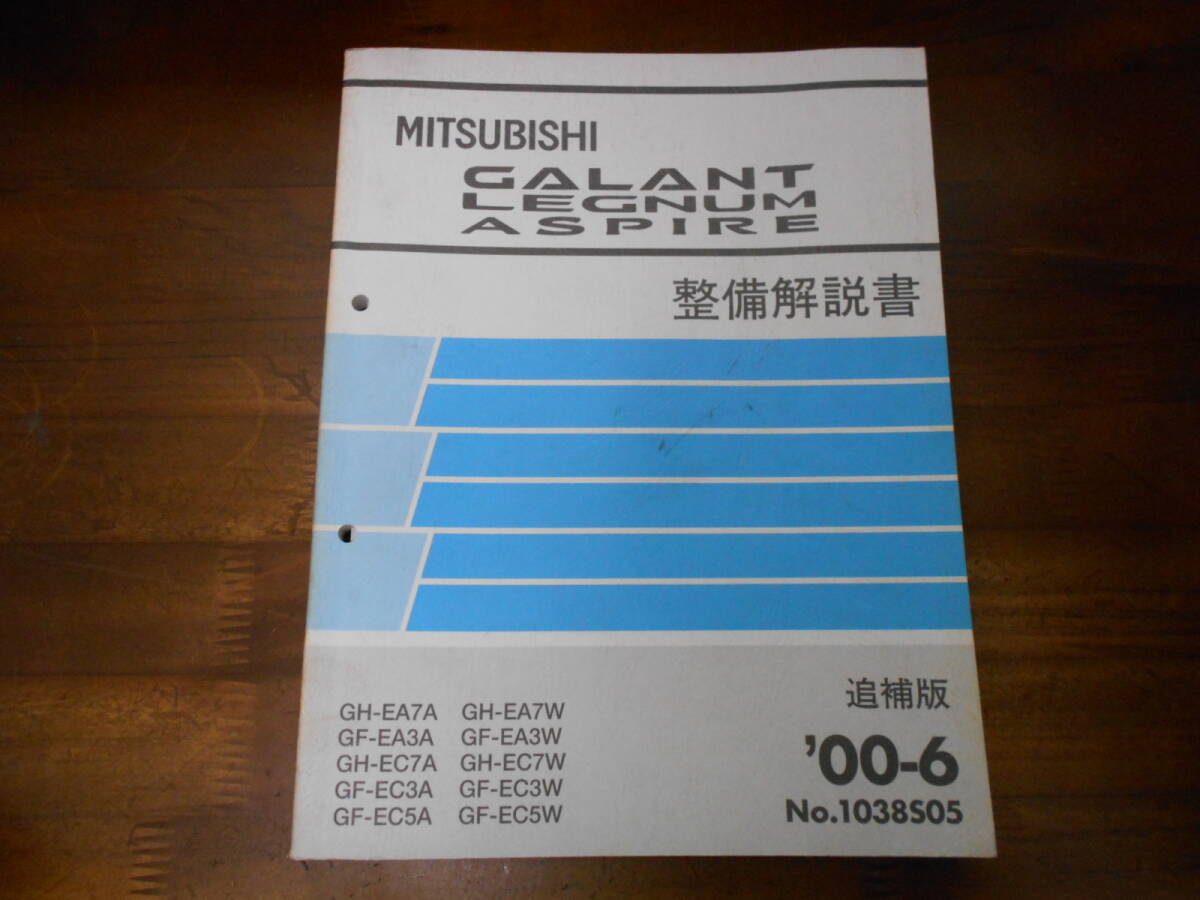 MITSUBISHI
GALANT
LEGNUM
ASPIRE
整備解説書
GH-EA7A GH-EA7W
GF-EA3A GF-EA3W
GH-EC7A GH-EC7W
GF-EC3A GF-EC3W
GF-EC5A GF-EC5W
追補版
'00-6
No.1038S05